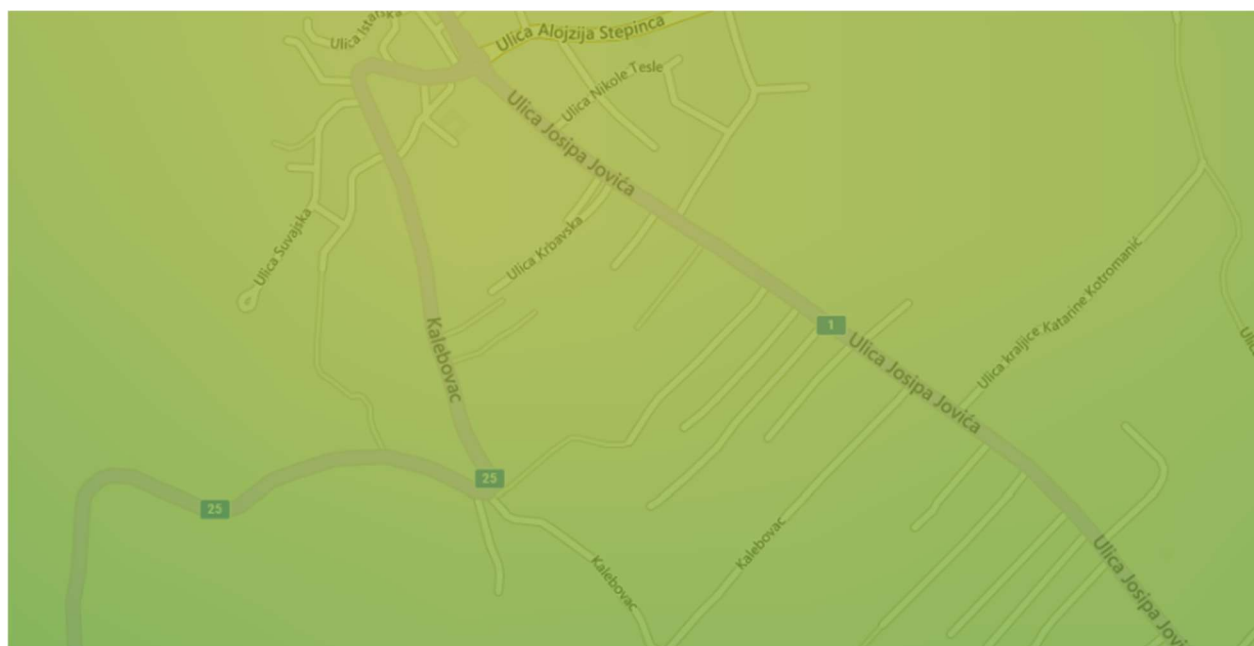 Ulica Istarska
Ulica Alojzija Stepinca
Ulica Nikole Tesle
Ulica Josipa Jovića
Ulica Suvajska
Ulica Krbavska
Kalebovac
1
Ulica Josipa Jovića
Ulica kraljice Katarine Kotromanić
25
25
Kalebovac
Kalebovac
Ulica Josipa Jovi